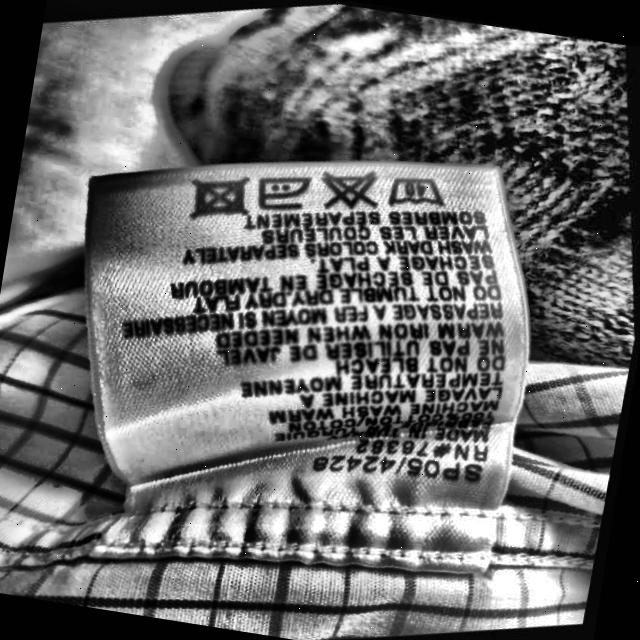 SP05/42428
RN#76362
MACHINE WASH WARM
LAVAGE MACHINE A
TEMPERATURE MOYENNE
DO NOT BLEACH
NE PAS UTILISER DE JAVEL
WARM IRON WHEN NEEDED
REPASSAGE A FER MOYEN SI NECESSAIRE
DO NOT TUMBLE DRY DRY FLAT
PAS DE SECHAGE EN TAMBOUR
SECHAGE A PLAT
WASH DARK COLORS SEPARATELY
LAVER LES COULEURS
SOMBRES SEPAREMENT